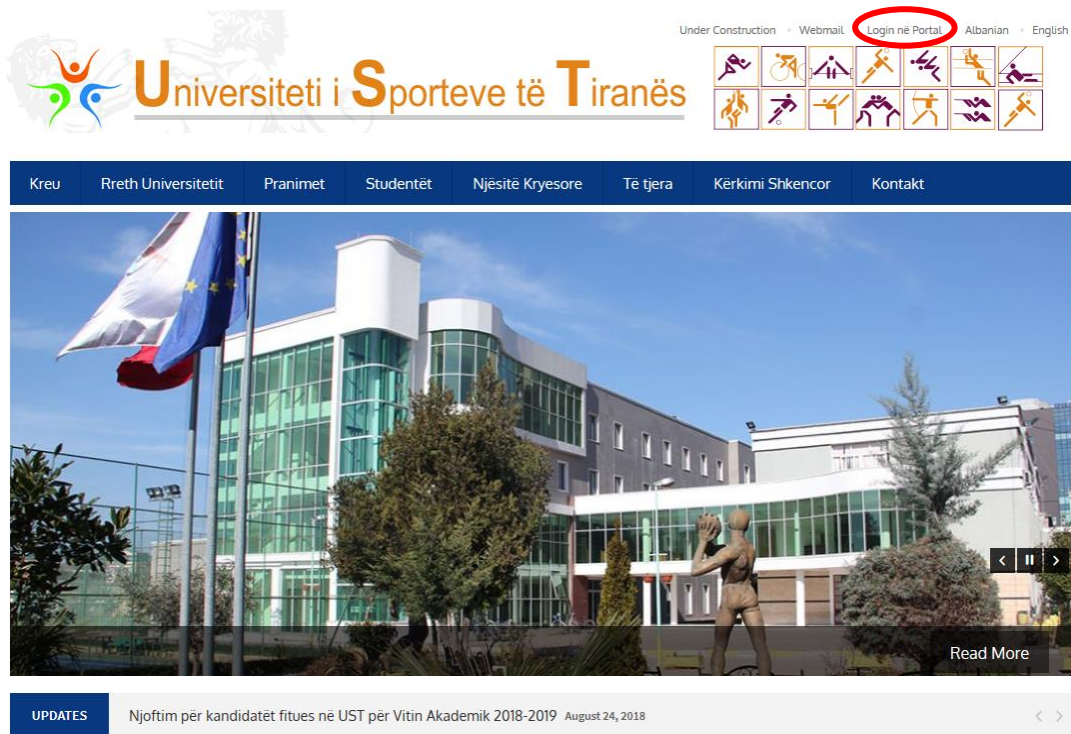 Under Construction Webmail Login në Portal Albanian English
Universiteti i Sporteve të Tiranës
Kreu Rreth Universitetit Pranimet Studentët Njësitë Kryesore Të tjera Kërkimi Shkencor Kontakt
Read More
UPDATES Njoftim për kandidatët fitues në UST për Vitin Akademik 2018-2019 August 24, 2018